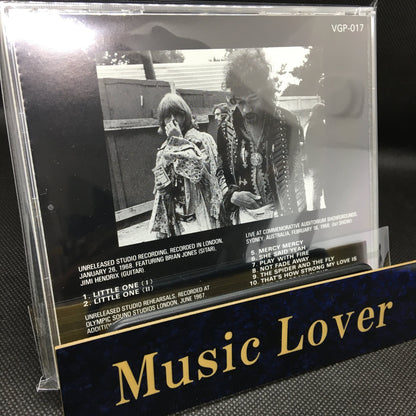 VGP-017
UNRELEASED STUDIO RECORDING, RECORDED IN LONDON,
JANUARY 26, 1968 FEATURING BRIAN JONES (SITAR),
JIMI HENDRIX (GUITAR).
1. LITTLE ONE ( I )
2. LITTLE ONE (II)
UNRELEASED STUDIO REHEARSALS, RECORDED AT
OLYMPIC SOUND STUDIOS LONDON, JUNE 1967
LIVE AT COMMEMORATIVE AUDITORIUM SHOWGROUNDS,
SYDNEY, AUSTRALIA, FEBRUARY 18, 1966, (1st SHOW)
5. MERCY MERCY
6. SHE SAID YEAH
7. PLAY WITH FIRE
8. NOT FADE AWAY
9. THE SPIDER AND THE FLY
10. THAT'S HOW STRONG MY LOVE IS
Music Lover